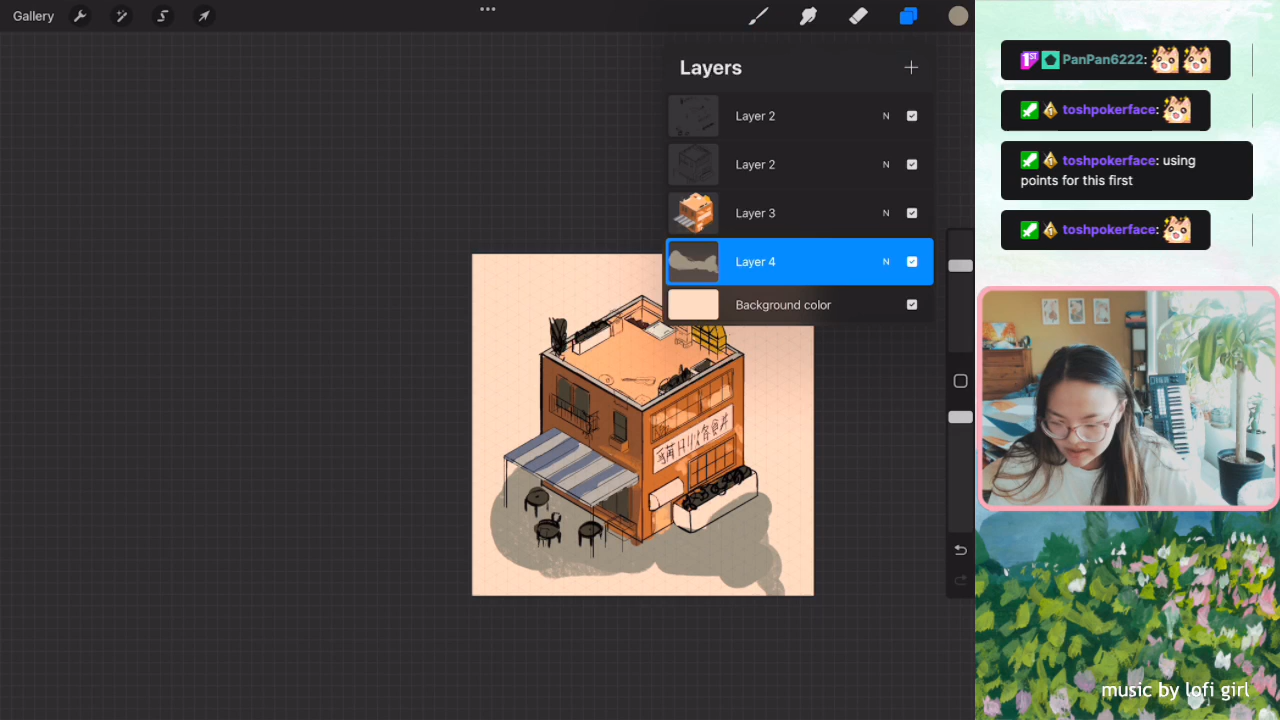 Gallery
Layers
Layer 2
N
Layer 2
N
Layer 3
N
Layer 4
N
Background color
1ST PanPan6222:
toshpokerface:
toshpokerface: using
points for this first
toshpokerface:
music by lofi girl